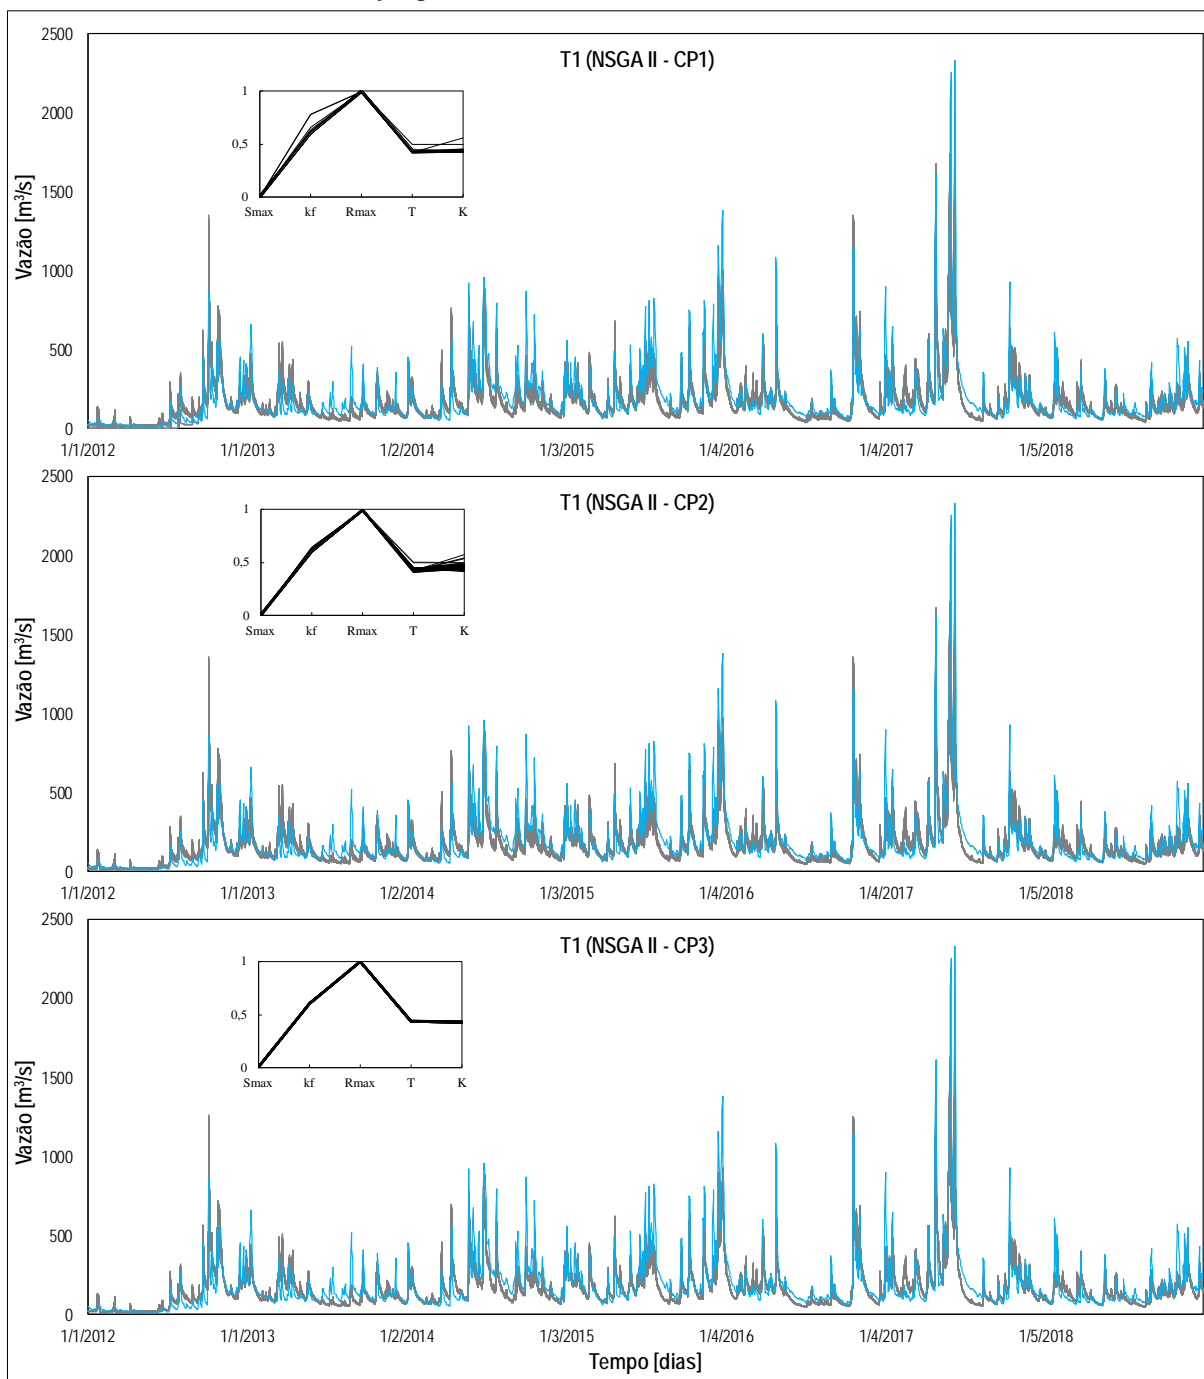 T1 (NSGA II - CP1)
Vazão [m³/s]
2500
2000
1500
1000
500
0
1
0,5
0
Smax kf Rmax T K
1/1/2012 1/1/2013 1/2/2014 1/3/2015 1/4/2016 1/4/2017 1/5/2018
T1 (NSGA II - CP2)
Vazão [m³/s]
2500
2000
1500
1000
500
0
1
0,5
0
Smax kf Rmax T K
1/1/2012 1/1/2013 1/2/2014 1/3/2015 1/4/2016 1/4/2017 1/5/2018
T1 (NSGA II - CP3)
Vazão [m³/s]
2500
2000
1500
1000
500
0
1
0,5
0
Smax kf Rmax T K
1/1/2012 1/1/2013 1/2/2014 1/3/2015 1/4/2016 1/4/2017 1/5/2018
Tempo [dias]